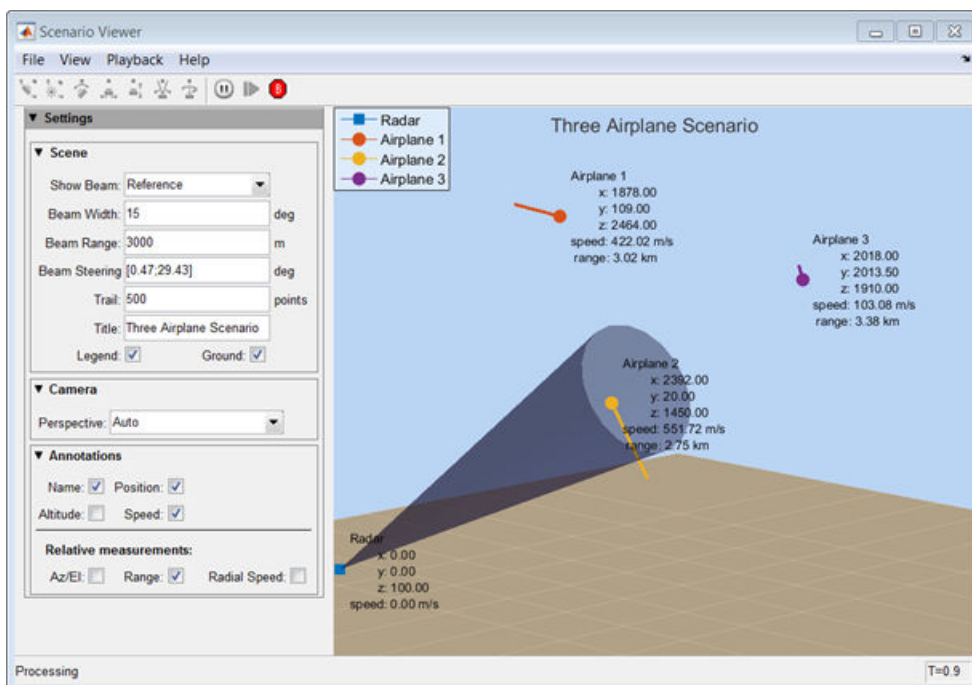 Scenario Viewer
File View Playback Help
Settings
Scene
Show Beam: Reference
Beam Width: 15 deg
Beam Range: 3000 m
Beam Steering [0.47;29.43] deg
Trail: 500 points
Title: Three Airplane Scenario
Legend: Ground:
Camera
Perspective: Auto
Annotations
Name: Position:
Altitude: Speed:
Relative measurements:
Az/El: Range: Radial Speed:
Radar
Airplane 1
Airplane 2
Airplane 3
Three Airplane Scenario
Airplane 1
x: 1878.00
y: 109.00
z: 2464.00
speed: 422.02 m/s
range: 3.02 km
Airplane 3
x: 2018.00
y: 2013.50
z: 1910.00
speed: 103.08 m/s
range: 3.38 km
Airplane 2
x: 2392.00
y: 20.00
z: 1450.00
speed: 551.72 m/s
range: 2.75 km
Radar
x: 0.00
y: 0.00
z: 100.00
speed: 0.00 m/s
Processing
T=0.9